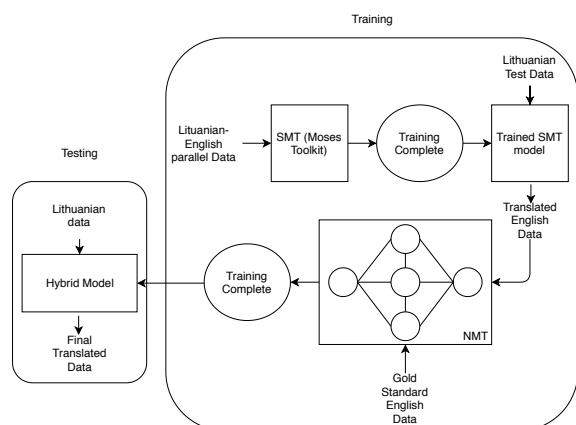 Training
Lithuanian
Test Data
Lituanian-
English
parallel Data
SMT (Moses
Toolkit)
Training
Complete
Trained SMT
model
Translated
English
Data
NMT
Gold
Standard
English
Data
Training
Complete
Testing
Lithuanian
data
Hybrid Model
Final
Translated
Data